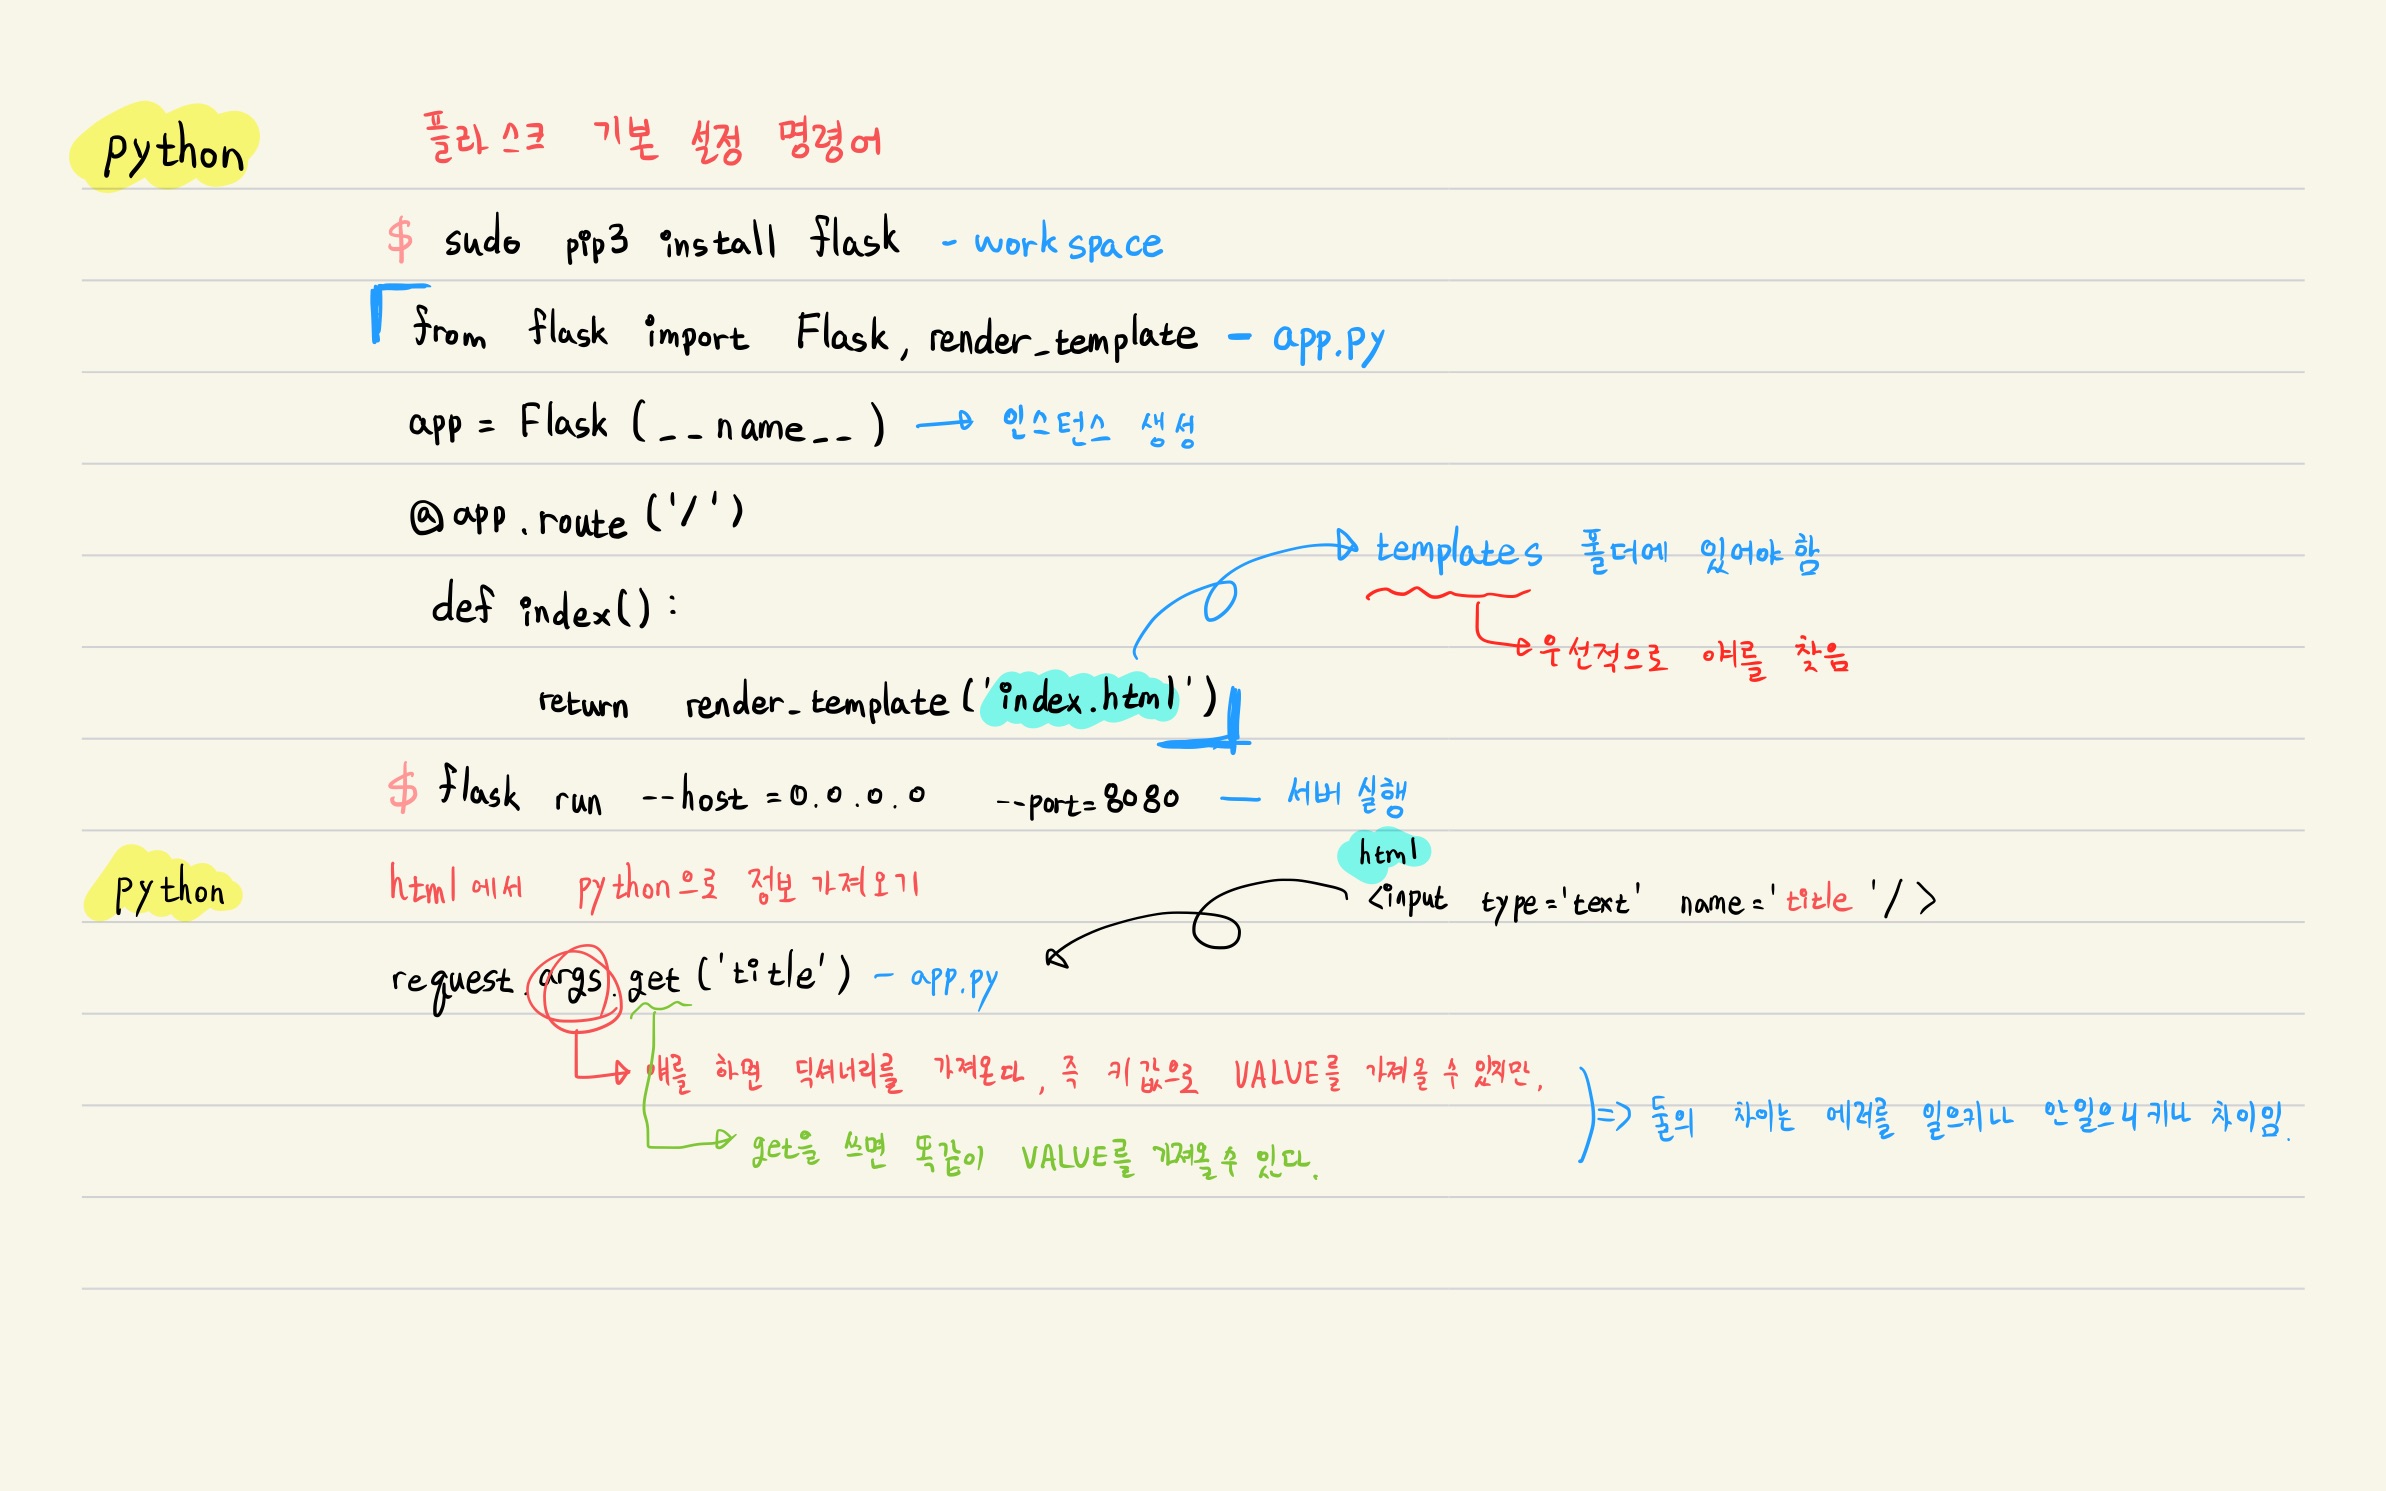 python 플라스크 기본 설정 명령어
$ sudo pip3 install flask - workspace
from flask import Flask, render_template - app.py
app = Flask (__name__) → 인스턴스 생성
@app.route('/')
templates 폴더에 있어야 함
def index():
우선적으로 얘를 찾음
return render_template('index.html')
$ flask run --host=0.0.0.0 --port=8080 — 서버 실행
html
python html에서 python으로 정보 가져오기
<input type='text' name='title'/>
request.args.get('title') - app.py
얘를 하면 딕셔너리를 가져온다, 즉 키값으로 VALUE를 가져올 수 있지만,
=> 둘의 차이는 에러를 일으키나 안일으니키나 차이임.
get을 쓰면 똑같이 VALUE를 가져올 수 있다.